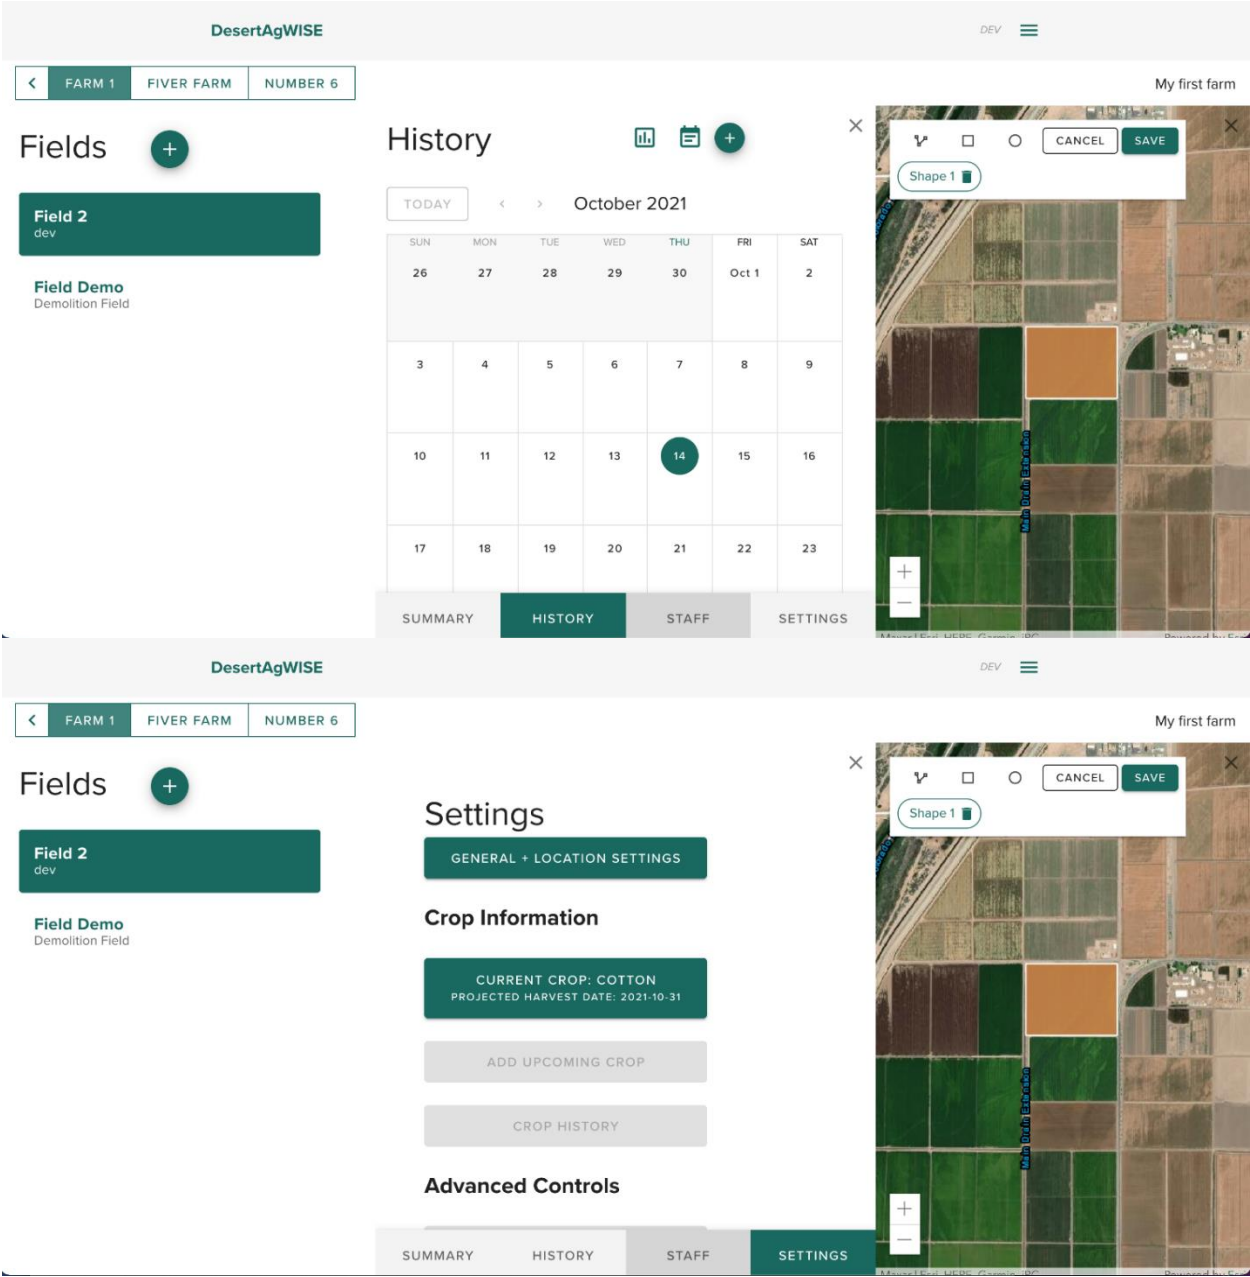 DesertAgWISE
DEV
FARM 1 FIVER FARM NUMBER 6
My first farm
Fields
Field 2
dev
Field Demo
Demolition Field
History
TODAY October 2021
SUN MON TUE WED THU FRI SAT
26 27 28 29 30 Oct 1 2
3 4 5 6 7 8 9
10 11 12 13 14 15 16
17 18 19 20 21 22 23
SUMMARY HISTORY STAFF SETTINGS
CANCEL SAVE
Shape 1
Main Drain Extension
Powered by Esri
DesertAgWISE
DEV
FARM 1 FIVER FARM NUMBER 6
My first farm
Fields
Field 2
dev
Field Demo
Demolition Field
Settings
GENERAL + LOCATION SETTINGS
Crop Information
CURRENT CROP: COTTON
PROJECTED HARVEST DATE: 2021-10-31
ADD UPCOMING CROP
CROP HISTORY
Advanced Controls
SUMMARY HISTORY STAFF SETTINGS
CANCEL SAVE
Shape 1
Main Drain Extension